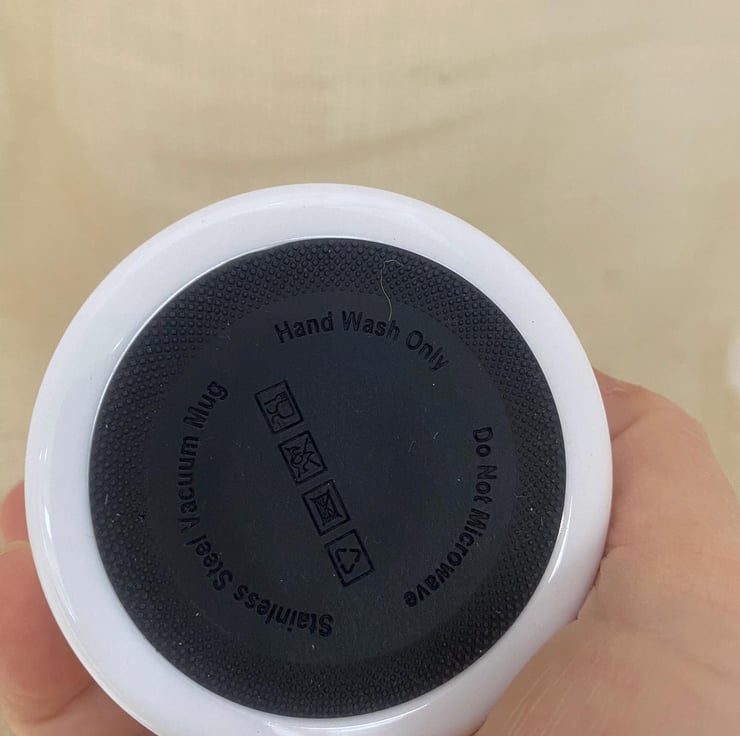 Hand Wash Only
Do Not Microwave
Stainless Steel Vacuum Mug